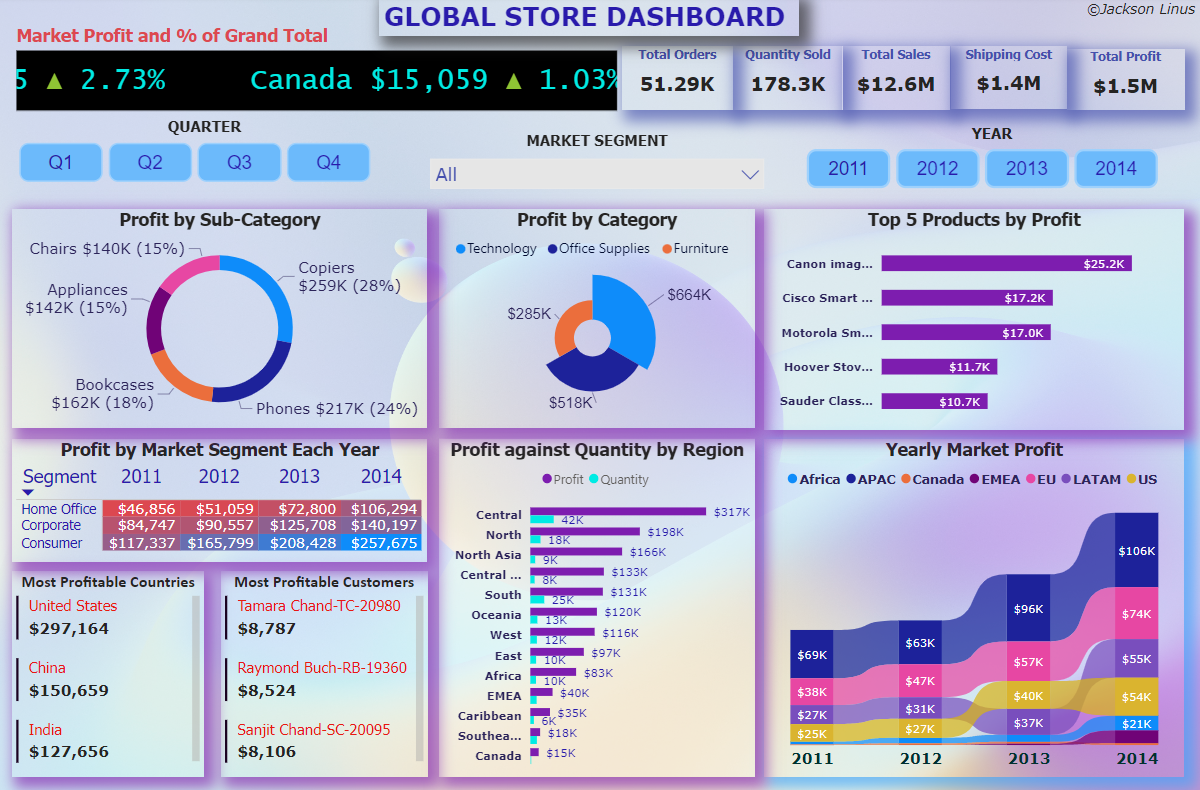 GLOBAL STORE DASHBOARD
©Jackson Linus
Market Profit and % of Grand Total
5 ▲ 2.73% Canada $15,059 ▲ 1.03%
Total Orders
51.29K
Quantity Sold
178.3K
Total Sales
$12.6M
Shipping Cost
$1.4M
Total Profit
$1.5M
QUARTER
Q1 Q2 Q3 Q4
MARKET SEGMENT
All
YEAR
2011 2012 2013 2014
Profit by Sub-Category
Chairs $140K (15%)
Copiers
$259K (28%)
Appliances
$142K (15%)
Bookcases
$162K (18%)
Phones $217K (24%)
Profit by Category
Technology Office Supplies Furniture
$664K
$285K
$518K
Top 5 Products by Profit
Canon imag... $25.2K
Cisco Smart ... $17.2K
Motorola Sm... $17.0K
Hoover Stov... $11.7K
Sauder Class... $10.7K
Profit by Market Segment Each Year
Segment 2011 2012 2013 2014
Home Office $46,856 $51,059 $72,800 $106,294
Corporate $84,747 $90,557 $125,708 $140,197
Consumer $117,337 $165,799 $208,428 $257,675
Most Profitable Countries
United States
$297,164
China
$150,659
India
$127,656
Most Profitable Customers
Tamara Chand-TC-20980
$8,787
Raymond Buch-RB-19360
$8,524
Sanjit Chand-SC-20095
$8,106
Profit against Quantity by Region
Profit Quantity
Central $317K
42K
North $198K
18K
North Asia $166K
9K
Central ... $133K
8K
South $131K
25K
Oceania $120K
13K
West $116K
12K
East $97K
10K
Africa $83K
10K
EMEA $40K
Caribbean $35K
6K
Southea... $18K
Canada $15K
Yearly Market Profit
Africa APAC Canada EMEA EU LATAM US
$69K
$38K
$27K
$25K
$63K
$47K
$31K
$27K
$96K
$57K
$40K
$37K
$106K
$74K
$55K
$54K
$21K
2011 2012 2013 2014